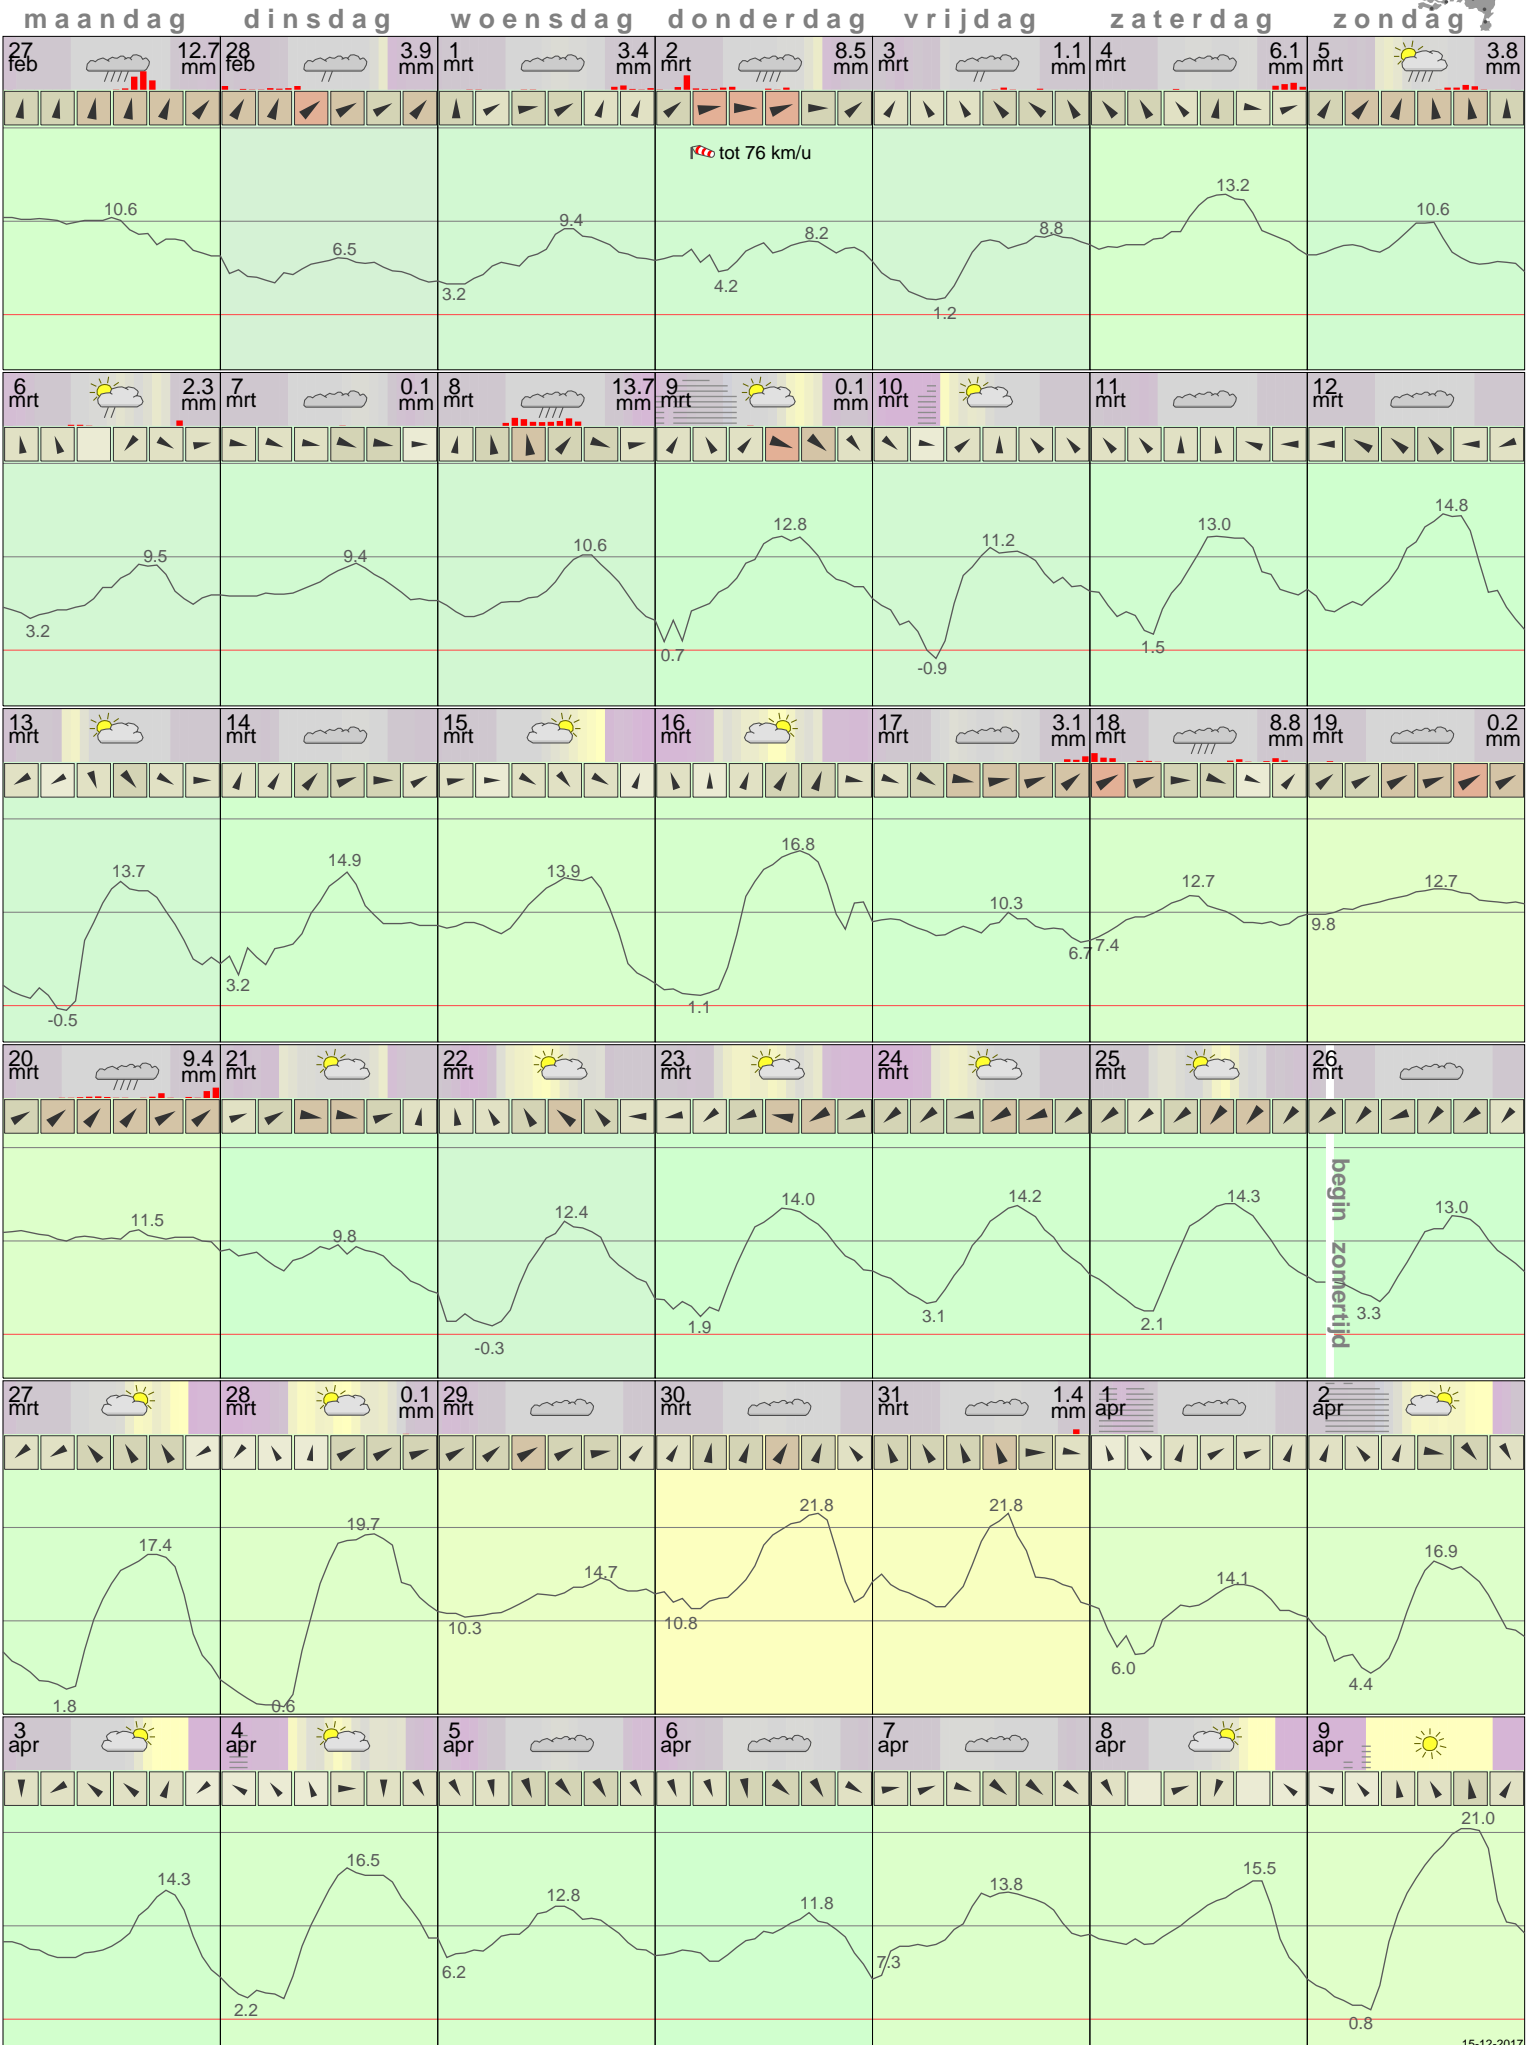 maandag dinsdag woensdag donderdag vrijdag zaterdag zondag
27 feb 12.7 mm 28 feb 3.9 mm 1 mrt 3.4 mm 2 mrt 8.5 mm 3 mrt 1.1 mm 4 mrt 6.1 mm 5 mrt 3.8 mm
tot 76 km/u
10.6 6.5 3.2 9.4 4.2 8.2 1.2 8.8 13.2 10.6
6 mrt 2.3 mm 7 mrt 0.1 mm 8 mrt 13.7 mm 9 mrt 0.1 mm 10 mrt 11 mrt 12 mrt
3.2 9.5 9.4 10.6 0.7 12.8 -0.9 11.2 1.5 13.0 14.8
13 mrt 14 mrt 15 mrt 16 mrt 17 mrt 3.1 mm 18 mrt 8.8 mm 19 mrt 0.2 mm
-0.5 13.7 3.2 14.9 13.9 1.1 16.8 10.3 6.7 7.4 12.7 9.8 12.7
20 mrt 9.4 mm 21 mrt 22 mrt 23 mrt 24 mrt 25 mrt 26 mrt
begin zomertijd
11.5 9.8 -0.3 12.4 1.9 14.0 3.1 14.2 2.1 14.3 3.3 13.0
27 mrt 28 mrt 0.1 mm 29 mrt 30 mrt 31 mrt 1.4 mm 1 apr 2 apr
1.8 17.4 0.6 19.7 10.3 14.7 10.8 21.8 21.8 6.0 14.1 4.4 16.9
3 apr 4 apr 5 apr 6 apr 7 apr 8 apr 9 apr
14.3 2.2 16.5 6.2 12.8 11.8 7.3 13.8 15.5 0.8 21.0
15-12-2017